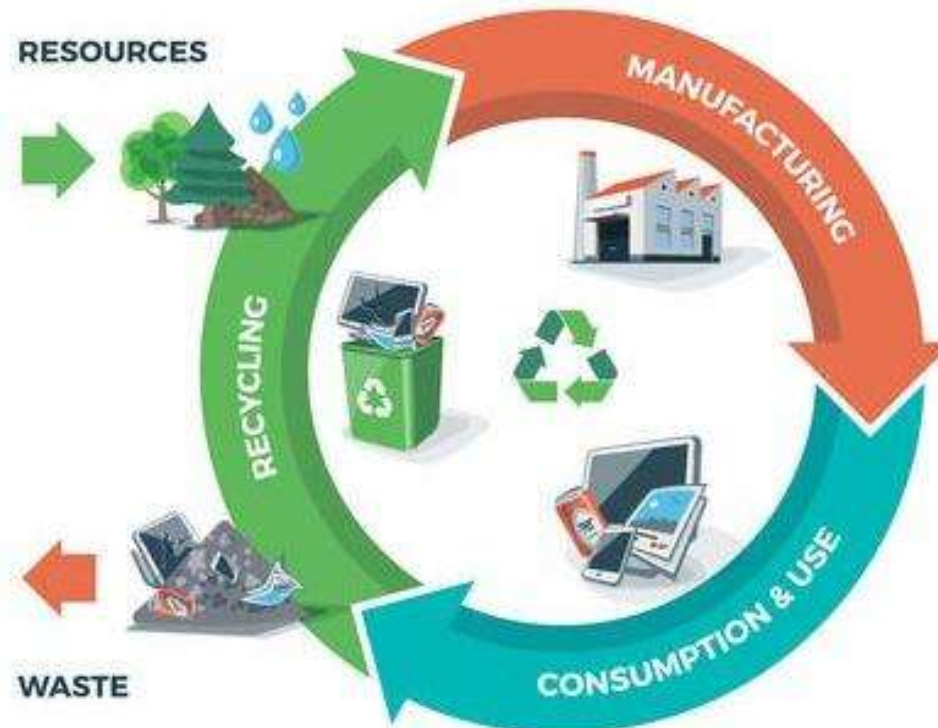 RESOURCES
MANUFACTURING
RECYCLING
CONSUMPTION & USE
WASTE